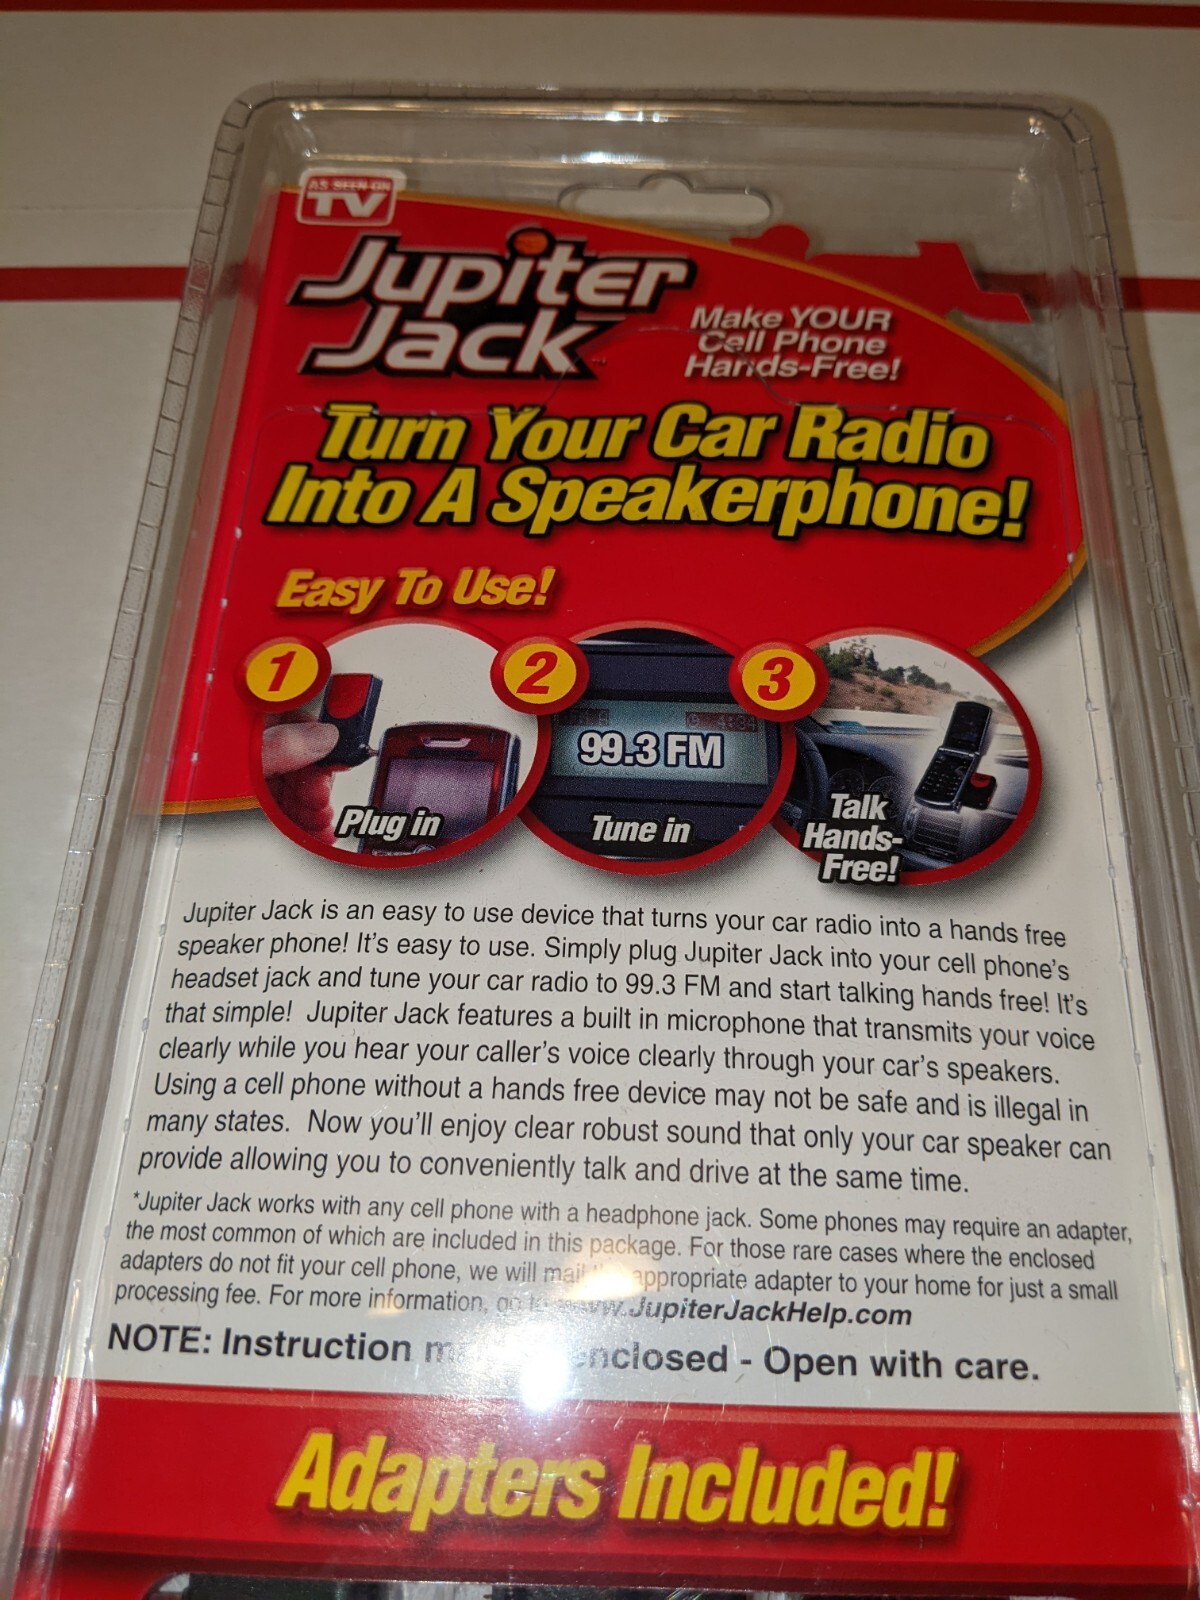 AS SEEN ON
TV
Jupiter
Jack™
Make YOUR
Cell Phone
Hands-Free!
Turn Your Car Radio
Into A Speakerphone!
Easy To Use!
1
Plug in
2
4:34
99.3 FM
Tune in
3
Talk
Hands-
Free!
Jupiter Jack is an easy to use device that turns your car radio into a hands free
speaker phone! It's easy to use. Simply plug Jupiter Jack into your cell phone's
headset jack and tune your car radio to 99.3 FM and start talking hands free! It's
that simple! Jupiter Jack features a built in microphone that transmits your voice
clearly while you hear your caller's voice clearly through your car's speakers.
Using a cell phone without a hands free device may not be safe and is illegal in
many states. Now you'll enjoy clear robust sound that only your car speaker can
provide allowing you to conveniently talk and drive at the same time.
*Jupiter Jack works with any cell phone with a headphone jack. Some phones may require an adapter,
the most common of which are included in this package. For those rare cases where the enclosed
adapters do not fit your cell phone, we will mail appropriate adapter to your home for just a small
processing fee. For more information, go to www.JupiterJackHelp.com
NOTE: Instruction enclosed - Open with care.
Adapters Included!